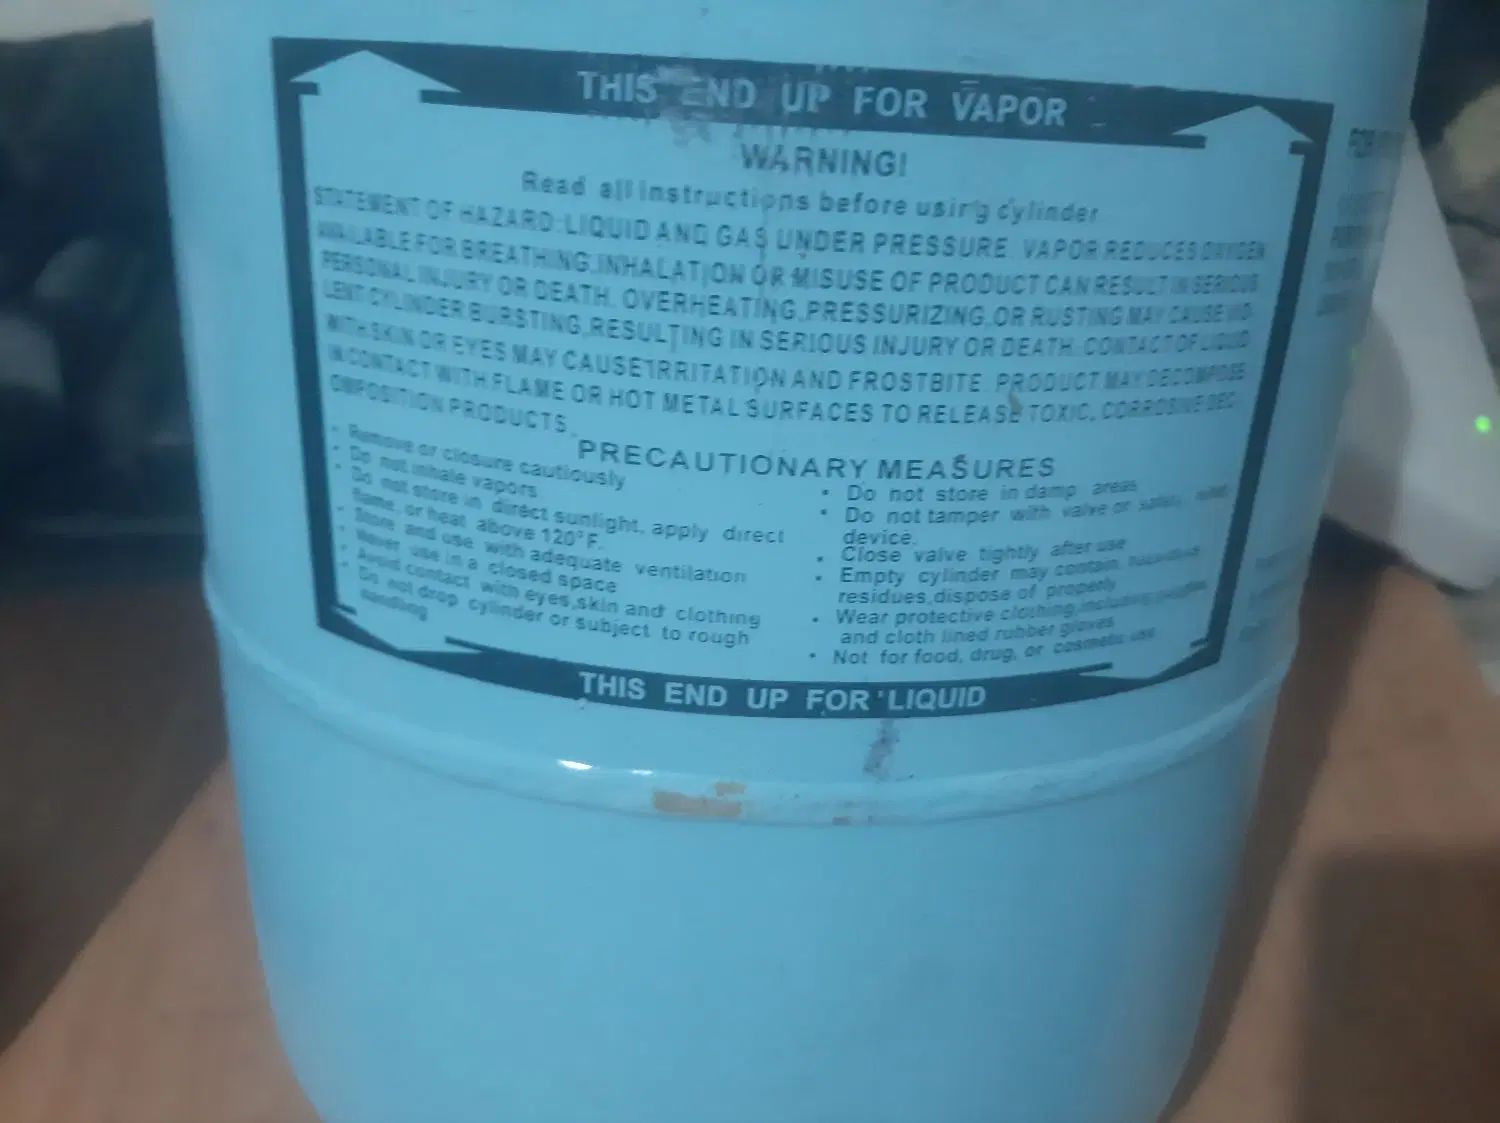 THIS END UP FOR VAPOR
WARNING!
Read all instructions before using cylinder
STATEMENT OF HAZARD:LIQUID AND GAS UNDER PRESSURE. VAPOR REDUCES OXYGEN
AVAILABLE FOR BREATHING,INHALATION OR MISUSE OF PRODUCT CAN RESULT IN SERIOUS
PERSONAL INJURY OR DEATH. OVERHEATING,PRESSURIZING,OR RUSTING MAY CAUSE VIO-
LENT CYLINDER BURSTING,RESULTING IN SERIOUS INJURY OR DEATH. CONTACT OF LIQUID
WITH SKIN OR EYES MAY CAUSE IRRITATION AND FROSTBITE. PRODUCT MAY DECOMPOSE
IN CONTACT WITH FLAME OR HOT METAL SURFACES TO RELEASE TOXIC, CORROSIVE DEC
OMPOSITION PRODUCTS.
PRECAUTIONARY MEASURES
• Remove or closure cautiously
• Do not inhale vapors
• Do not store in direct sunlight, apply direct
flame, or heat above 120°F.
• Store and use with adequate ventilation
• Never use in a closed space
• Avoid contact with eyes,skin and clothing
• Do not drop cylinder or subject to rough
handling
• Do not store in damp areas
• Do not tamper with valve or safety relief
device.
• Close valve tightly after use
• Empty cylinder may contain hazardous
residues,dispose of properly
• Wear protective clothing,including
and cloth lined rubber gloves
• Not for food, drug, or cosmetic use
THIS END UP FOR LIQUID